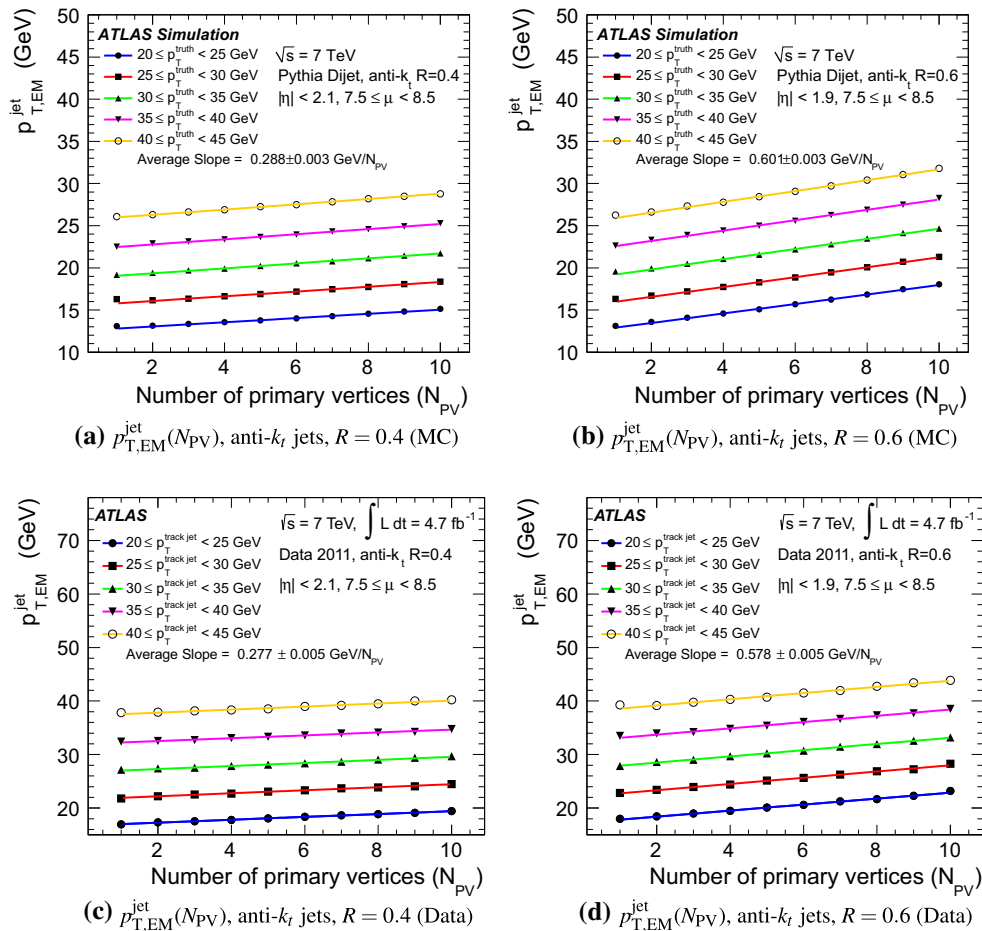 ATLAS Simulation
20 ≤ p_T^truth < 25 GeV
25 ≤ p_T^truth < 30 GeV
30 ≤ p_T^truth < 35 GeV
35 ≤ p_T^truth < 40 GeV
40 ≤ p_T^truth < 45 GeV
√s = 7 TeV
Pythia Dijet, anti-k_t R=0.4
|η| < 2.1, 7.5 ≤ μ < 8.5
Average Slope = 0.288±0.003 GeV/N_PV
p_T,EM^jet (GeV)
50
45
40
35
30
25
20
15
10
2 4 6 8 10
Number of primary vertices (N_PV)
(a) p_T,EM^jet(N_PV), anti-k_t jets, R = 0.4 (MC)
ATLAS Simulation
20 ≤ p_T^truth < 25 GeV
25 ≤ p_T^truth < 30 GeV
30 ≤ p_T^truth < 35 GeV
35 ≤ p_T^truth < 40 GeV
40 ≤ p_T^truth < 45 GeV
√s = 7 TeV
Pythia Dijet, anti-k_t R=0.6
|η| < 1.9, 7.5 ≤ μ < 8.5
Average Slope = 0.601±0.003 GeV/N_PV
p_T,EM^jet (GeV)
50
45
40
35
30
25
20
15
10
2 4 6 8 10
Number of primary vertices (N_PV)
(b) p_T,EM^jet(N_PV), anti-k_t jets, R = 0.6 (MC)
ATLAS
20 ≤ p_T^track jet < 25 GeV
25 ≤ p_T^track jet < 30 GeV
30 ≤ p_T^track jet < 35 GeV
35 ≤ p_T^track jet < 40 GeV
40 ≤ p_T^track jet < 45 GeV
√s = 7 TeV, ∫ L dt = 4.7 fb^-1
Data 2011, anti-k_t R=0.4
|η| < 2.1, 7.5 ≤ μ < 8.5
Average Slope = 0.277 ± 0.005 GeV/N_PV
p_T,EM^jet (GeV)
70
60
50
40
30
20
2 4 6 8 10
Number of primary vertices (N_PV)
(c) p_T,EM^jet(N_PV), anti-k_t jets, R = 0.4 (Data)
ATLAS
20 ≤ p_T^track jet < 25 GeV
25 ≤ p_T^track jet < 30 GeV
30 ≤ p_T^track jet < 35 GeV
35 ≤ p_T^track jet < 40 GeV
40 ≤ p_T^track jet < 45 GeV
√s = 7 TeV, ∫ L dt = 4.7 fb^-1
Data 2011, anti-k_t R=0.6
|η| < 1.9, 7.5 ≤ μ < 8.5
Average Slope = 0.578 ± 0.005 GeV/N_PV
p_T,EM^jet (GeV)
70
60
50
40
30
20
2 4 6 8 10
Number of primary vertices (N_PV)
(d) p_T,EM^jet(N_PV), anti-k_t jets, R = 0.6 (Data)